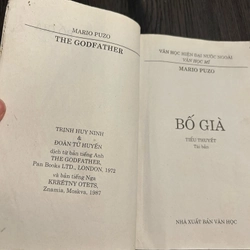 MARIO PUZO
THE GODFATHER
TRỊNH HUY NINH
&
ĐOÀN TỬ HUYẾN
dịch từ bản tiếng Anh
THE GODFATHER,
Pan Books LTD., LONDON, 1972
và bản tiếng Nga
KRËTNY OTETS,
Znamia, Moskva, 1987
VĂN HỌC HIỆN ĐẠI NƯỚC NGOÀI
VĂN HỌC MỸ
MARIO PUZO
BỐ GIÀ
TIỂU THUYẾT
Tái bản
NHÀ XUẤT BẢN VĂN HỌC